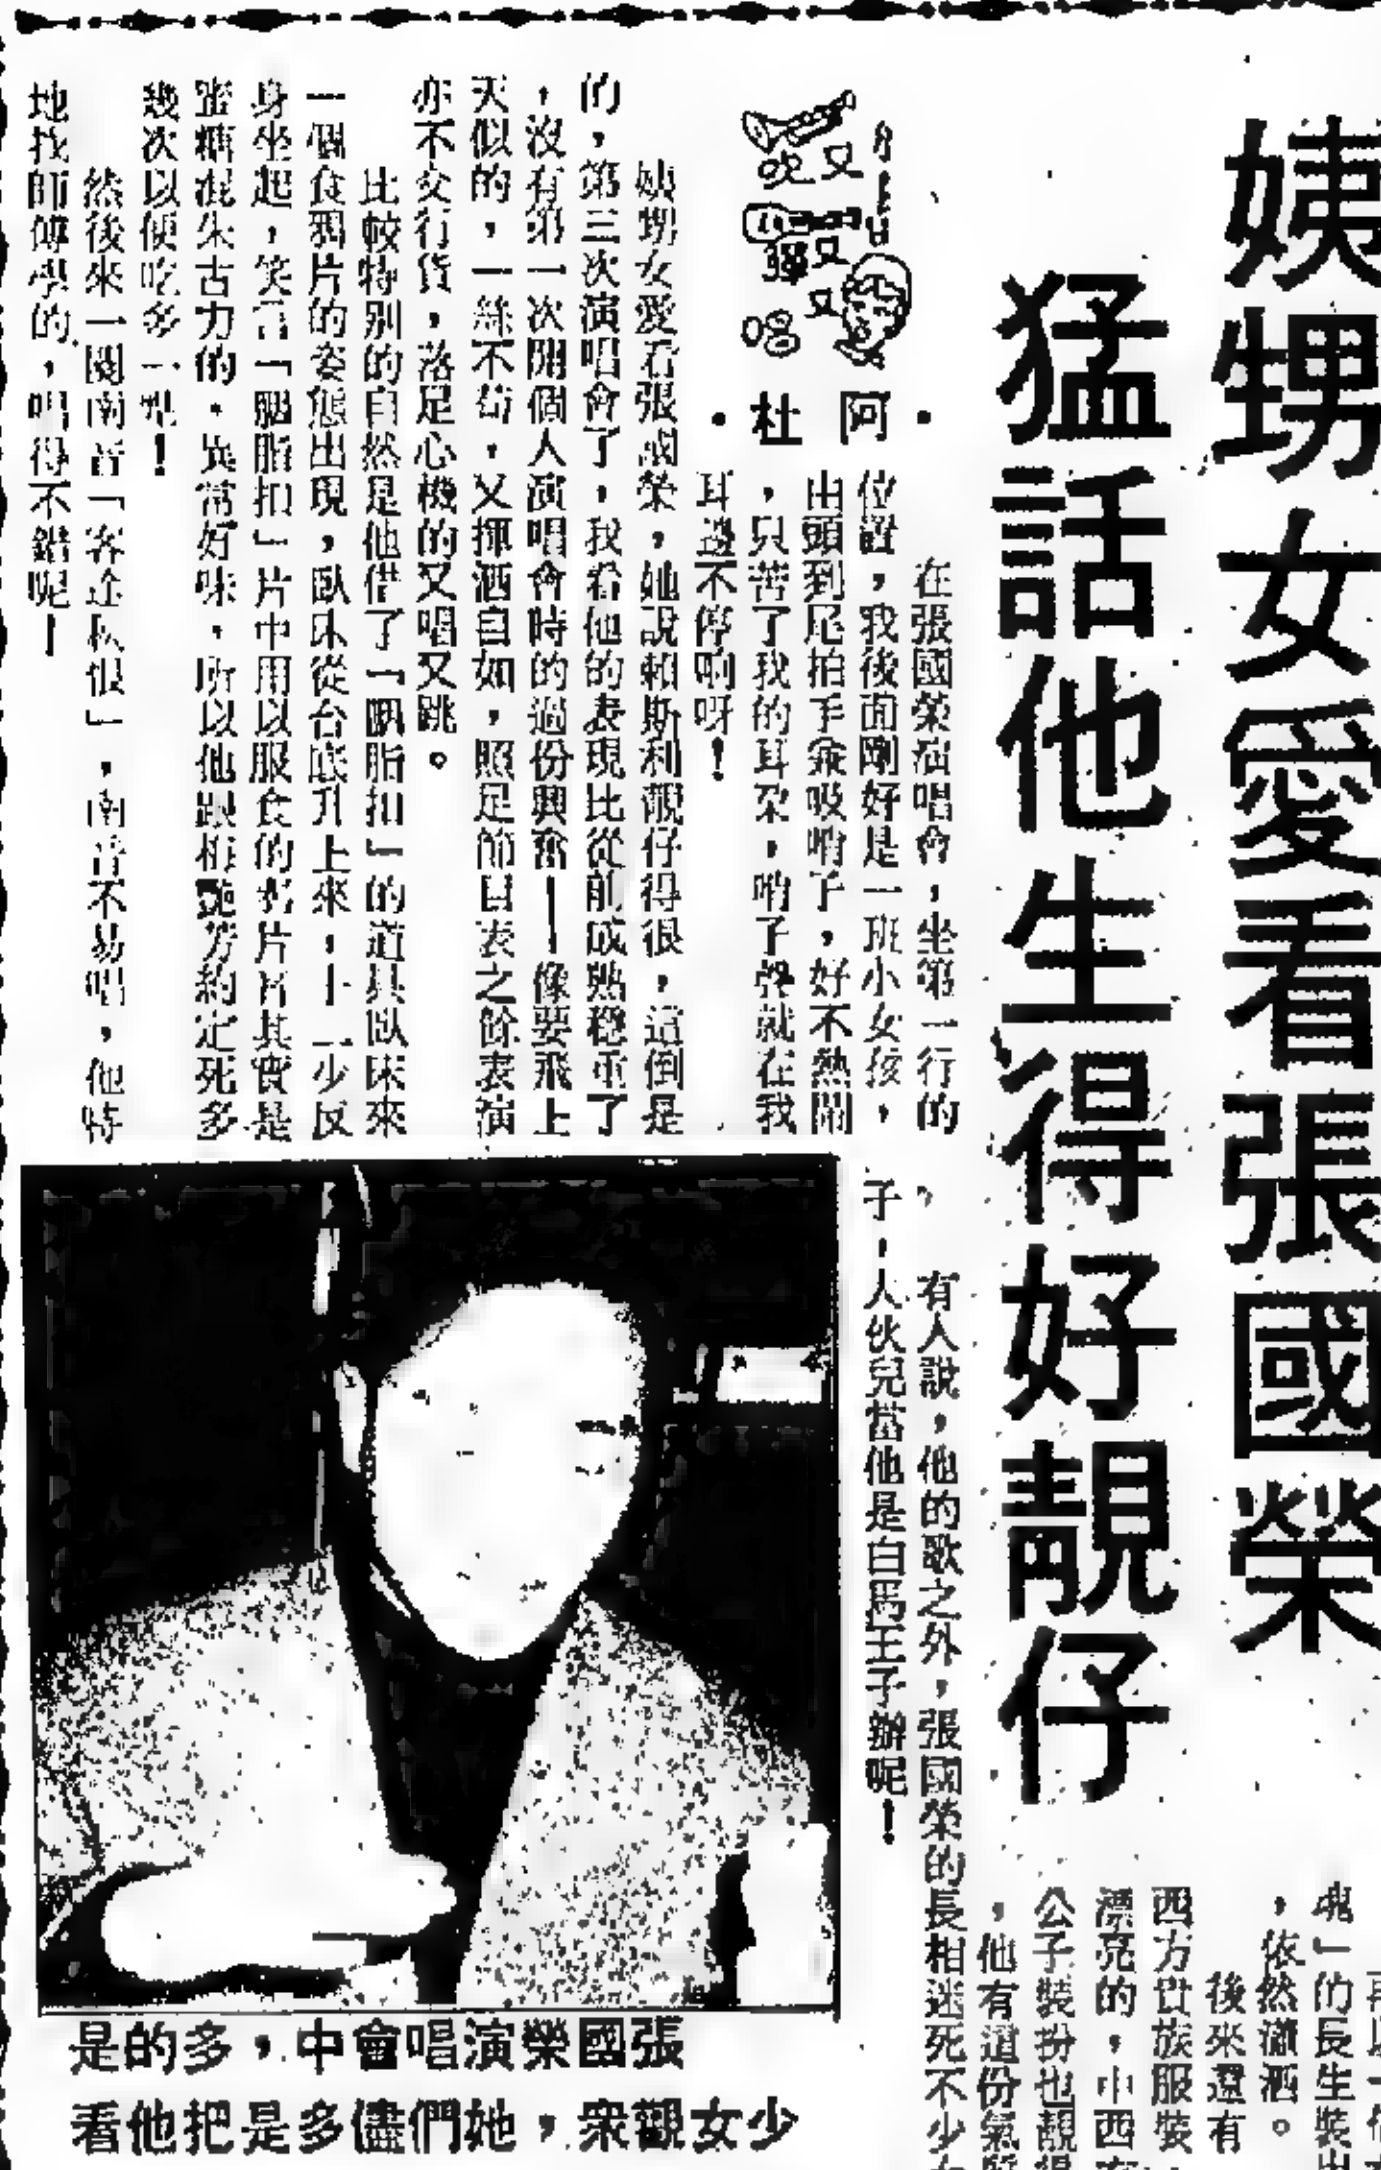 姨甥女愛看張國榮
猛話他生得好靚仔
又吹
又彈
又唱
阿杜
在張國榮演唱會，坐第一行的
位置，我後面剛好是一班小女孩，
由頭到尾拍手兼吸哨子，好不熱鬧
，只苦了我的耳朶，哨子聲就在我
耳邊不停响呀！
姨甥女愛看張國榮，她說賴斯利靚仔得很，這倒是
的，第三次演唱會了，我看他的表現比從前成熟穩重了
，沒有第一次開個人演唱會時的過份興奮——像要飛上
天似的，一絲不茍，又揮洒自如，照足節目表之餘表演
亦不交行貨，落足心機的又唱又跳。
比較特别的自然是他借了「胭脂扣」的道具臥床來
一個食鴉片的姿態出現，臥床從台底升上來，十二少反
身坐起，笑言「胭脂扣」片中用以服食的鴉片膏其實是
蜜糖混朱古力的，異常好味，所以他跟梅艷芳約定死多
幾次以便吃多一點！
然後來一闋南音「客途秋恨」，南音不易唱，他特
地找師傅學的，唱得不錯呢！
有人說，他的歌之外，張國榮的長相迷死不少女
子，大伙兒當他是白馬王子辦呢！
，他有這份氣質
公子裝扮也靚得
漂亮的，中西
西方貴族服裝，
後來還有
，依然瀟洒。
魂」的長生裝出
張國榮演唱會中，多的是
少女觀衆，她們儘多是把他看